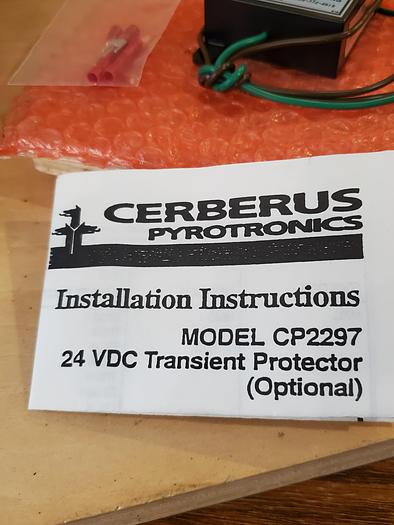 CERBERUS
PYROTRONICS
Installation Instructions
MODEL CP2297
24 VDC Transient Protector
(Optional)